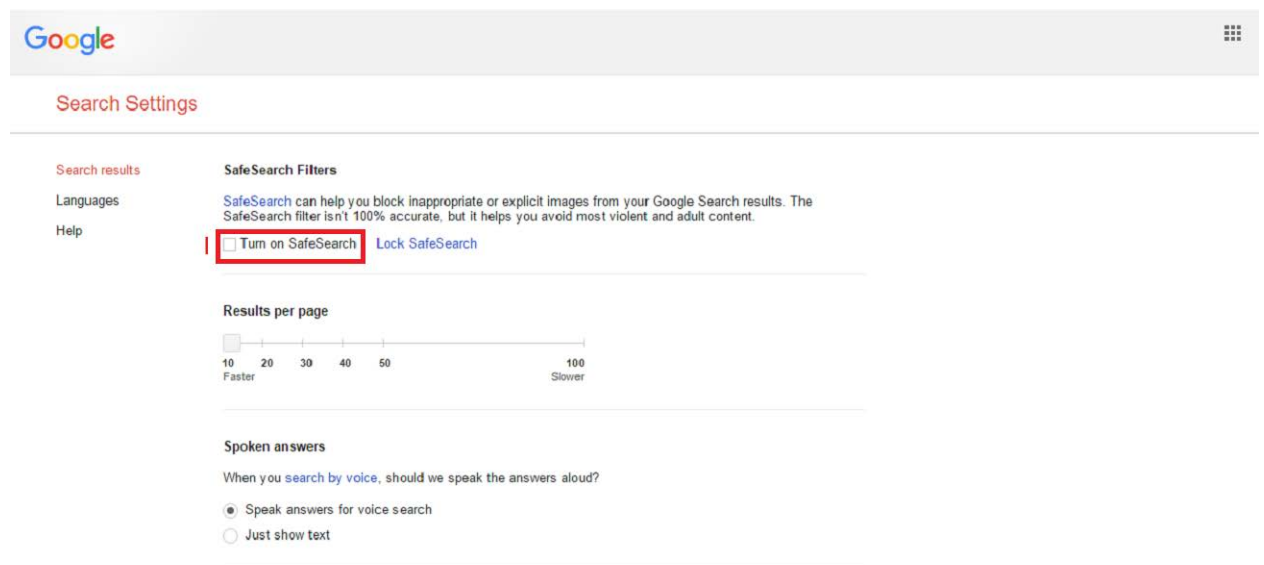 Google
Search Settings
Search results
Languages
Help
SafeSearch Filters
SafeSearch can help you block inappropriate or explicit images from your Google Search results. The
SafeSearch filter isn't 100% accurate, but it helps you avoid most violent and adult content.
Turn on SafeSearch Lock SafeSearch
Results per page
10 20 30 40 50 100
Faster Slower
Spoken answers
When you search by voice, should we speak the answers aloud?
Speak answers for voice search
Just show text